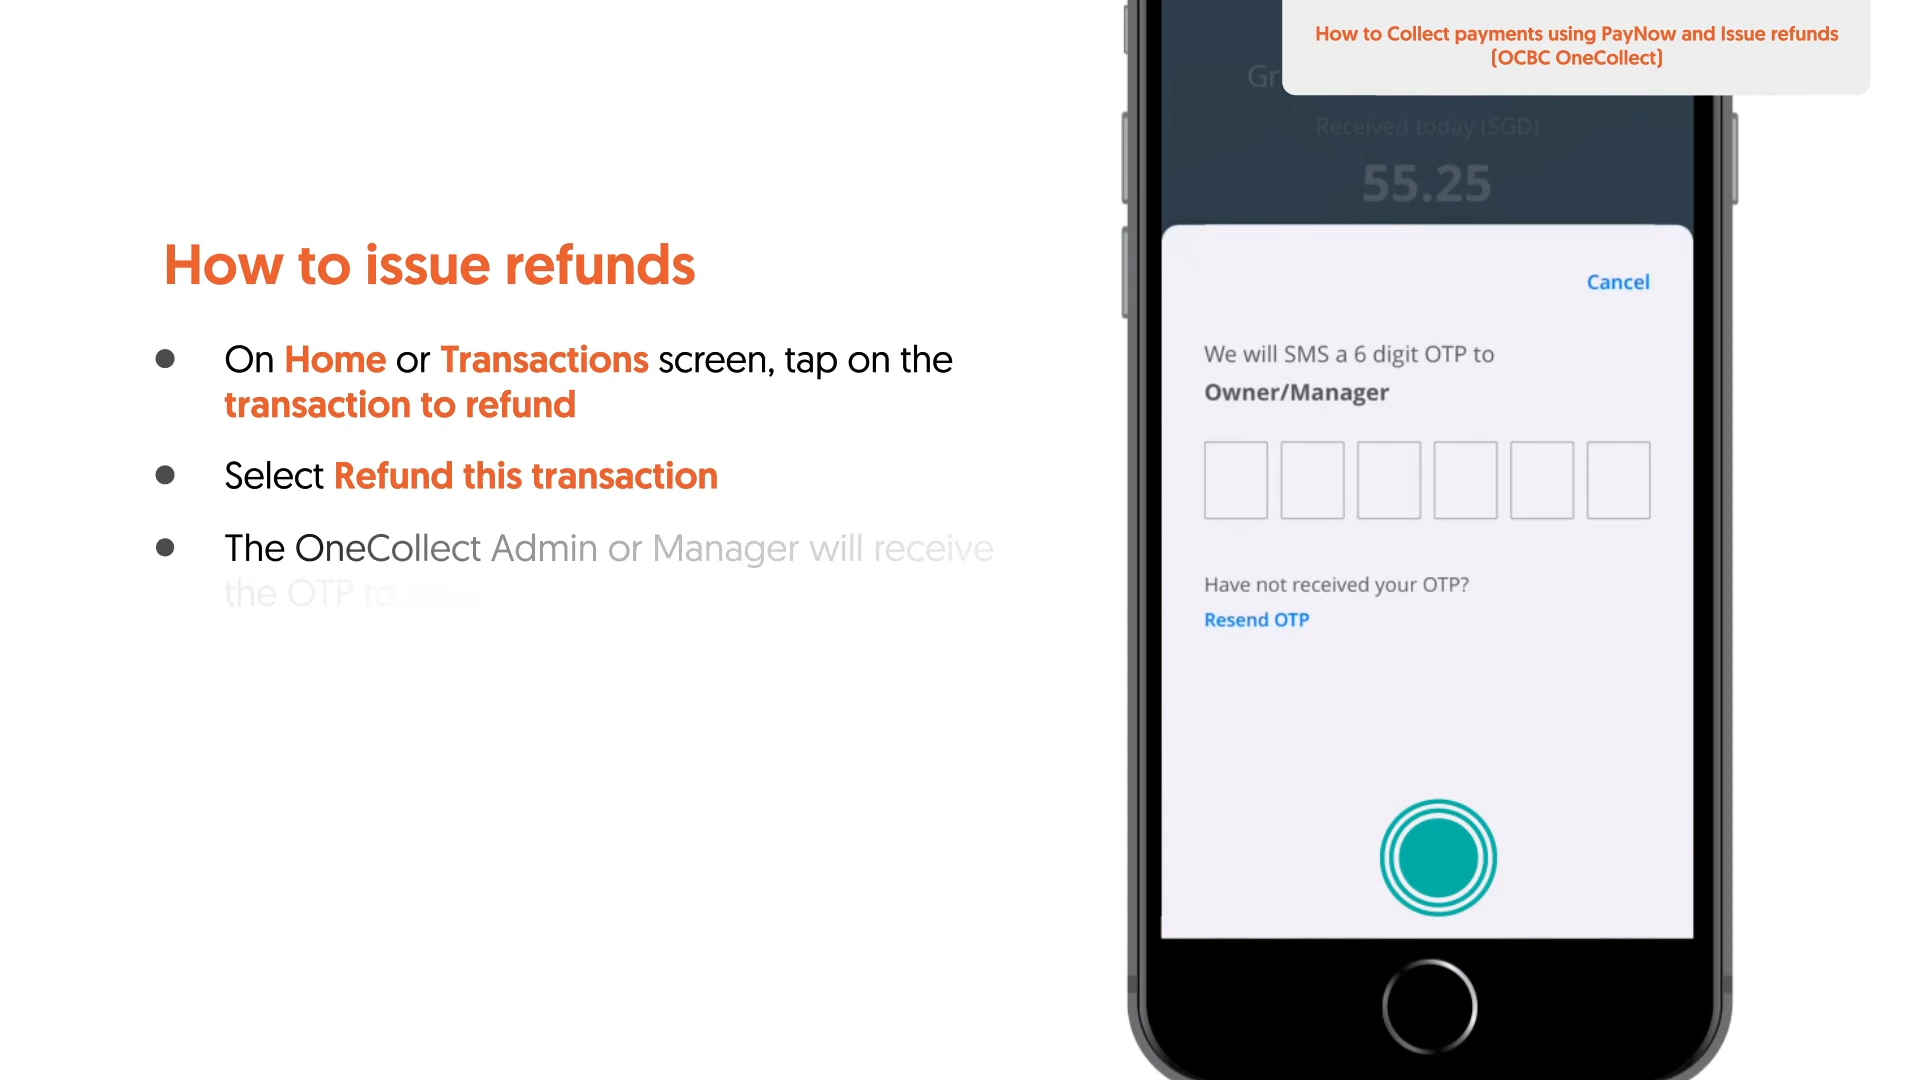 How to Collect payments using PayNow and Issue refunds
(OCBC OneCollect)
How to issue refunds
On Home or Transactions screen, tap on the
transaction to refund
Select Refund this transaction
The OneCollect Admin or Manager will receive
the OTP to
Gr
Received today (SGD)
55.25
Cancel
We will SMS a 6 digit OTP to
Owner/Manager
Have not received your OTP?
Resend OTP